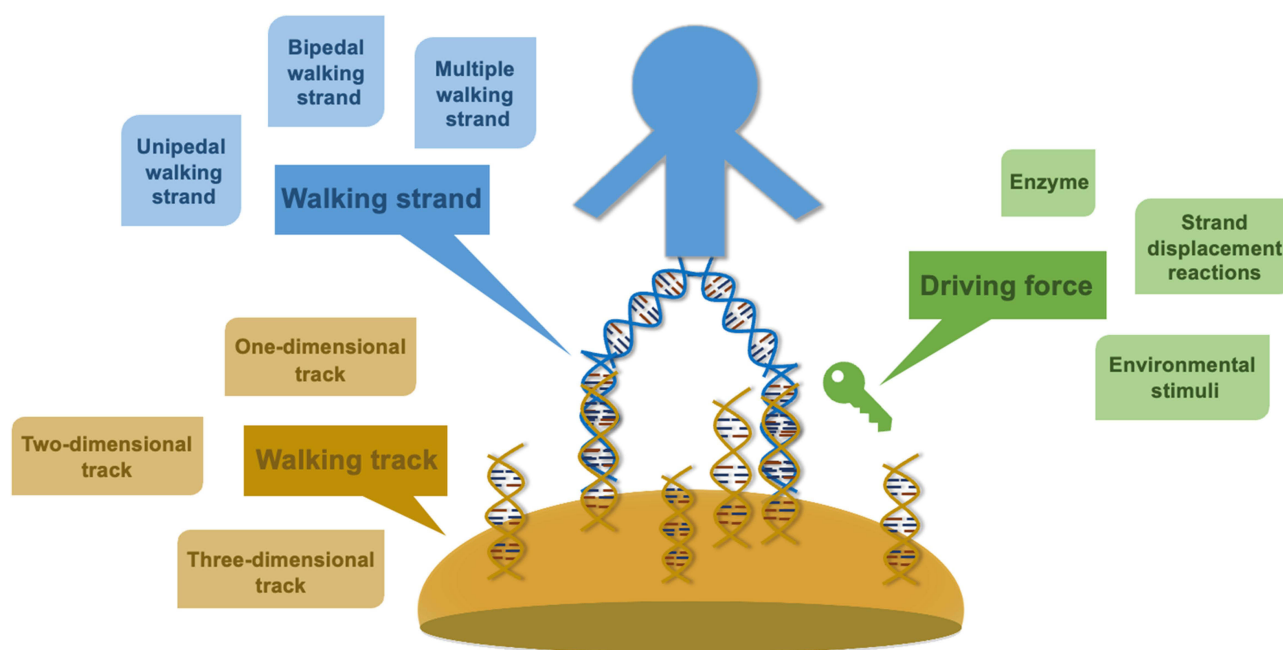 Bipedal
walking
strand
Multiple
walking
strand
Unipedal
walking
strand
Walking strand
Enzyme
Strand
displacement
reactions
Driving force
Environmental
stimuli
One-dimensional
track
Two-dimensional
track
Walking track
Three-dimensional
track